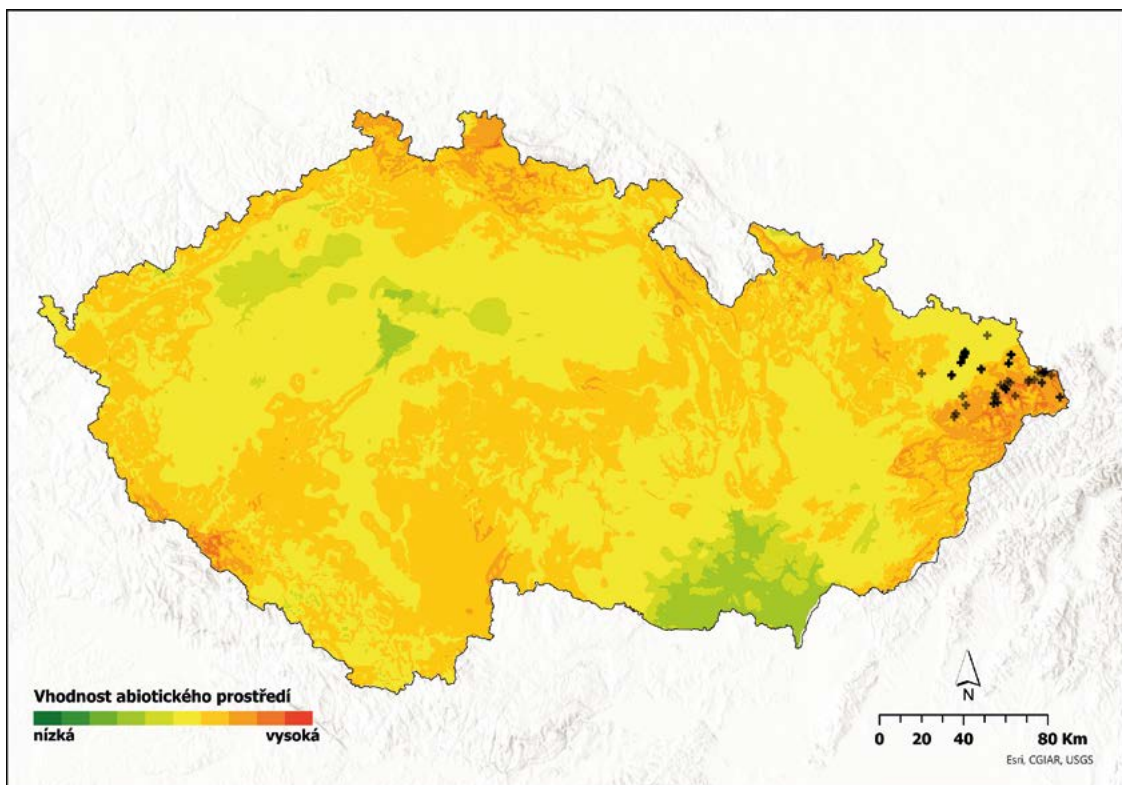 Vhodnost abiotického prostředí
nízká
vysoká
N
0 20 40 80 Km
Esri, CGIAR, USGS